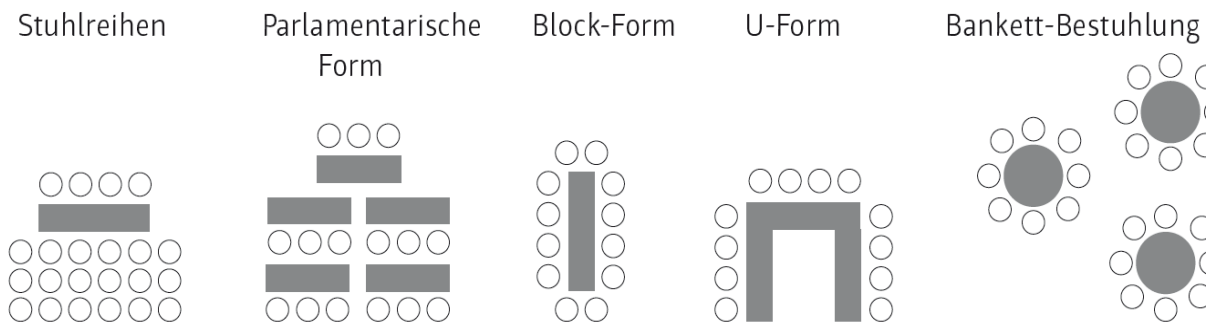 Stuhlreihen
Parlamentarische
Form
Block-Form
U-Form
Bankett-Bestuhlung